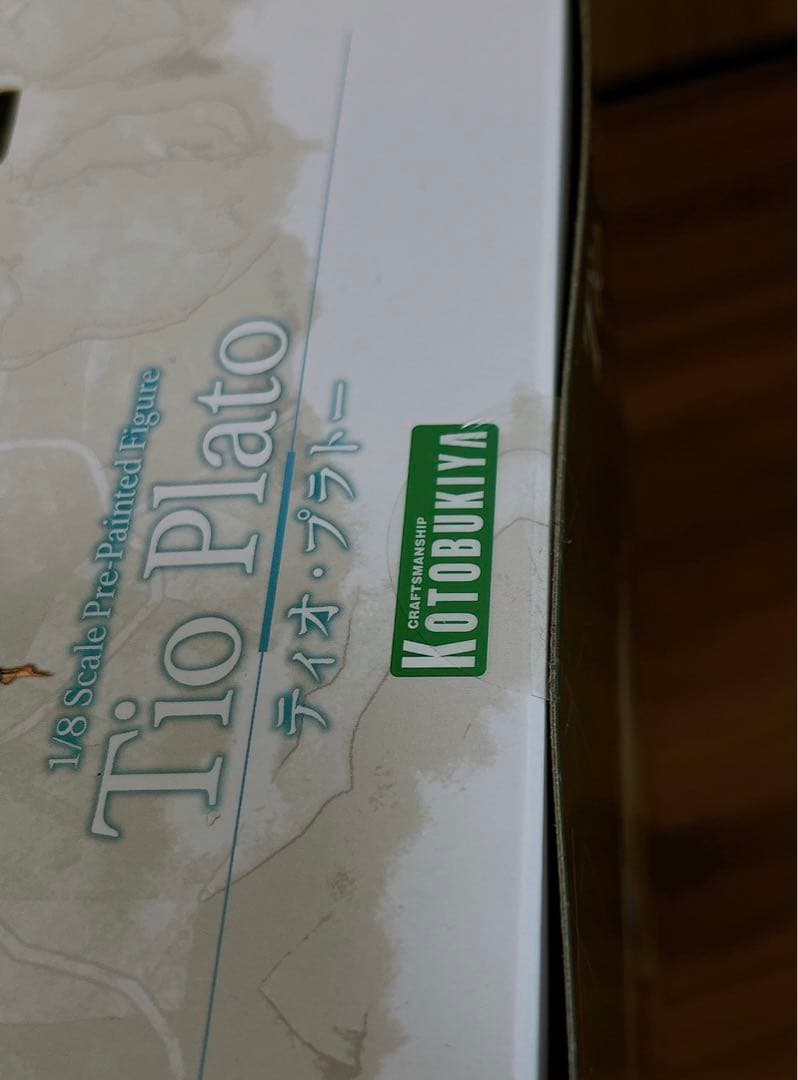 1/8 Scale Pre-Painted Figure
Tio Plato
ティオ・プラトー
CRAFTSMANSHIP
KOTOBUKIYA